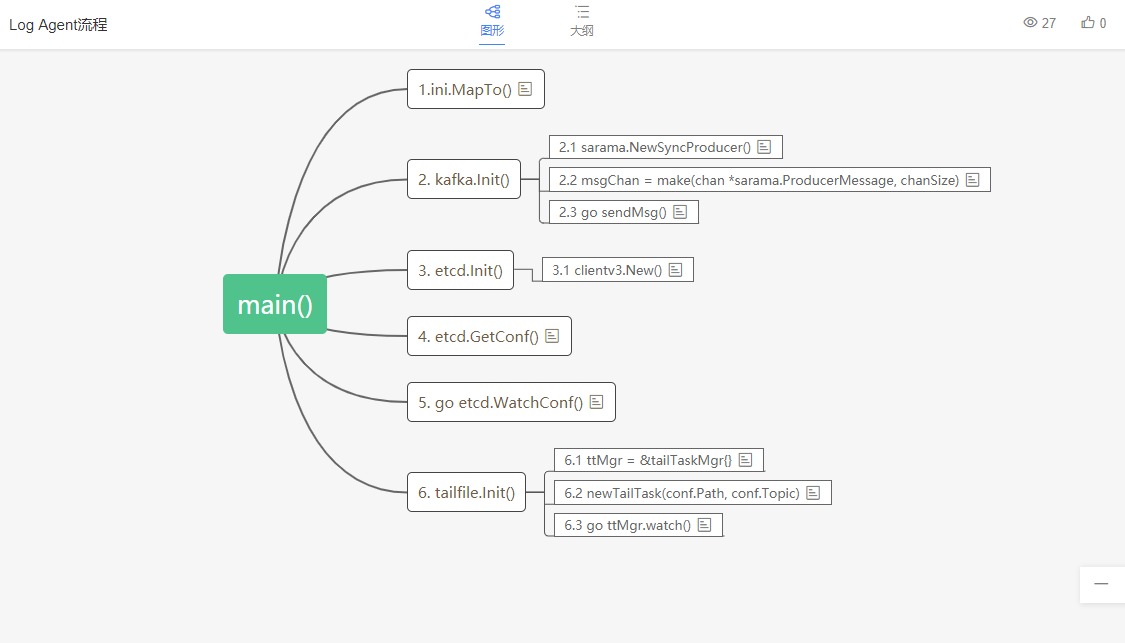 Log Agent流程
图形
大纲
27
0
main()
1.ini.MapTo()
2. kafka.Init()
2.1 sarama.NewSyncProducer()
2.2 msgChan = make(chan *sarama.ProducerMessage, chanSize)
2.3 go sendMsg()
3. etcd.Init()
3.1 clientv3.New()
4. etcd.GetConf()
5. go etcd.WatchConf()
6. tailfile.Init()
6.1 ttMgr = &tailTaskMgr{}
6.2 newTailTask(conf.Path, conf.Topic)
6.3 go ttMgr.watch()